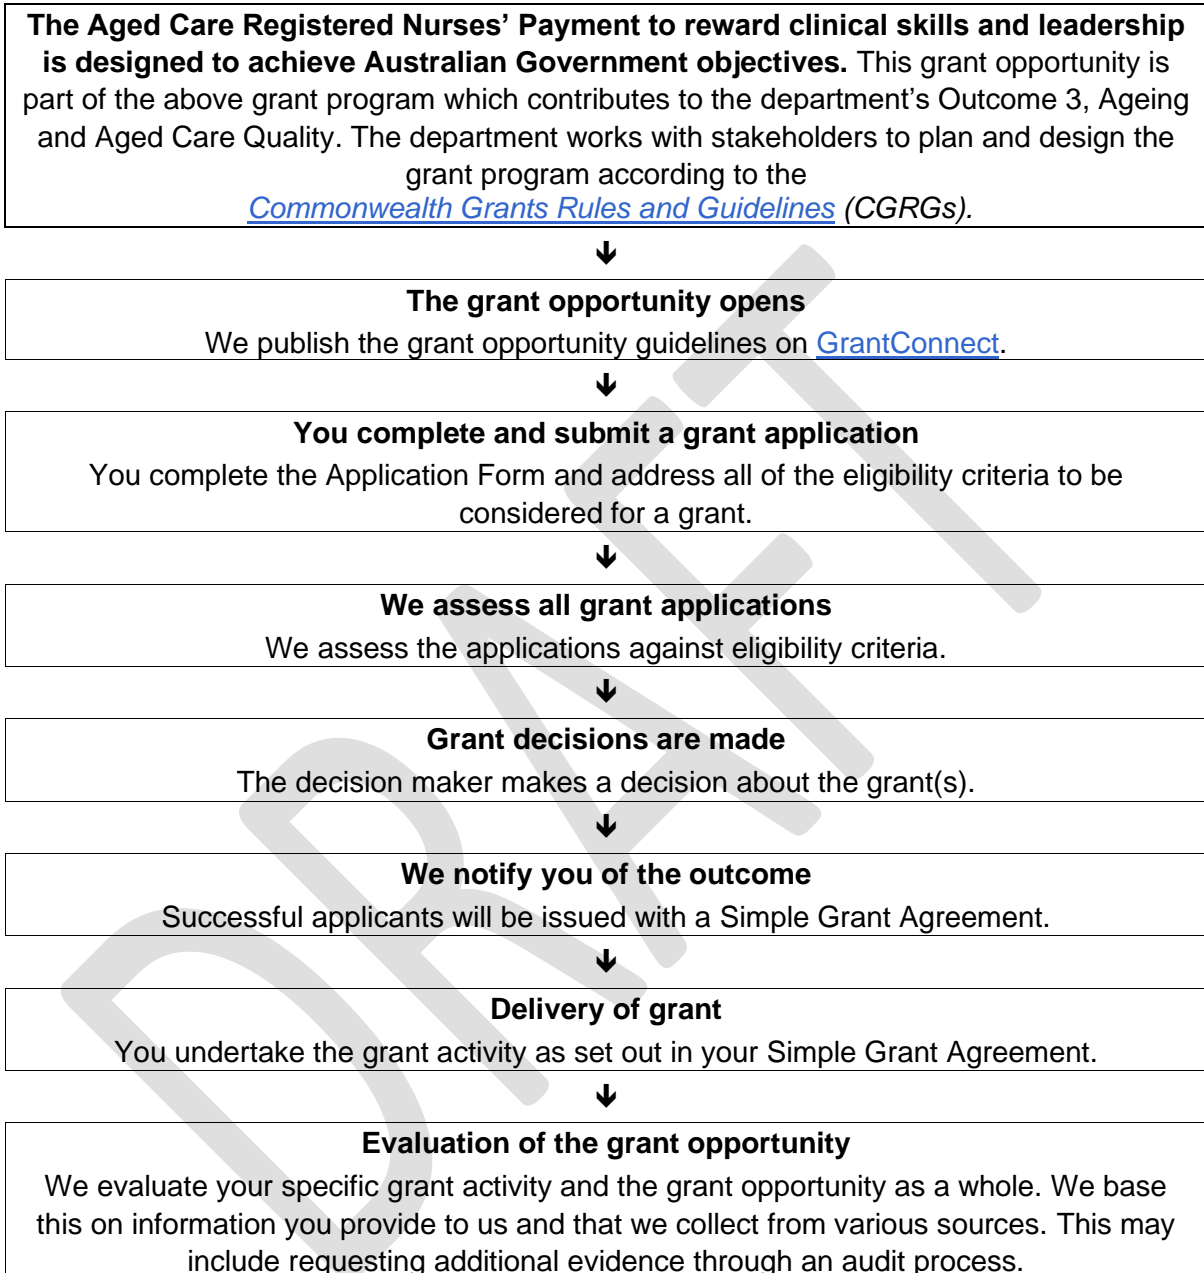 The Aged Care Registered Nurses’ Payment to reward clinical skills and leadership
is designed to achieve Australian Government objectives. This grant opportunity is
part of the above grant program which contributes to the department’s Outcome 3, Ageing
and Aged Care Quality. The department works with stakeholders to plan and design the
grant program according to the
Commonwealth Grants Rules and Guidelines (CGRGs).
🡻
The grant opportunity opens
We publish the grant opportunity guidelines on GrantConnect.
🡻
You complete and submit a grant application
You complete the Application Form and address all of the eligibility criteria to be
considered for a grant.
🡻
We assess all grant applications
We assess the applications against eligibility criteria.
🡻
Grant decisions are made
The decision maker makes a decision about the grant(s).
🡻
We notify you of the outcome
Successful applicants will be issued with a Simple Grant Agreement.
🡻
Delivery of grant
You undertake the grant activity as set out in your Simple Grant Agreement.
🡻
Evaluation of the grant opportunity
We evaluate your specific grant activity and the grant opportunity as a whole. We base
this on information you provide to us and that we collect from various sources. This may
include requesting additional evidence through an audit process.
DRAFT